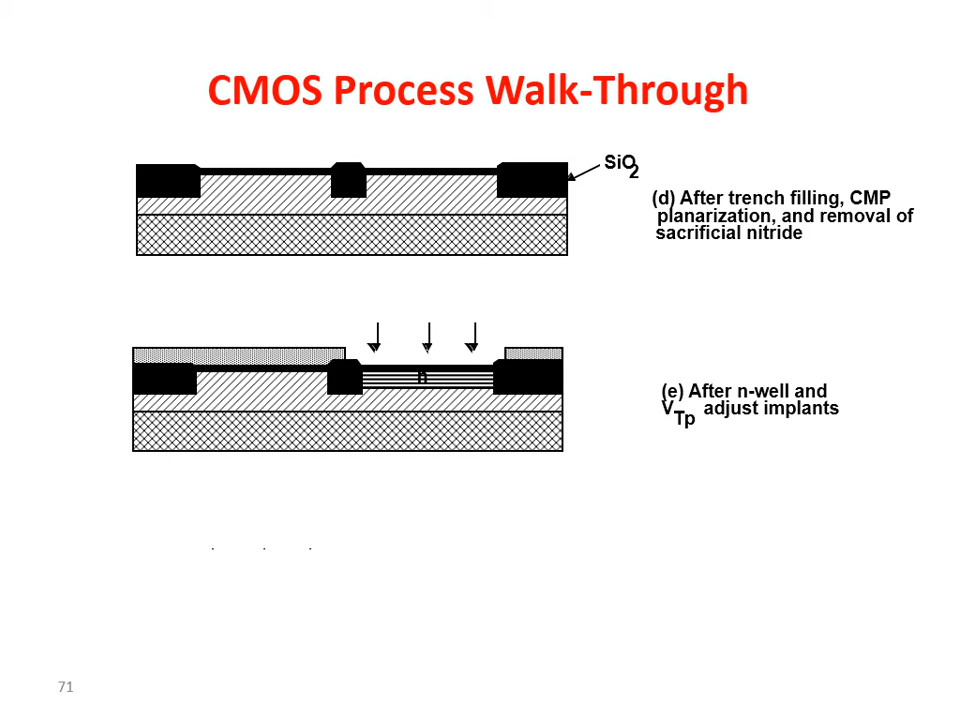 CMOS Process Walk-Through
SiO2
(d) After trench filling, CMP
planarization, and removal of
sacrificial nitride
n
(e) After n-well and
VTp adjust implants
71